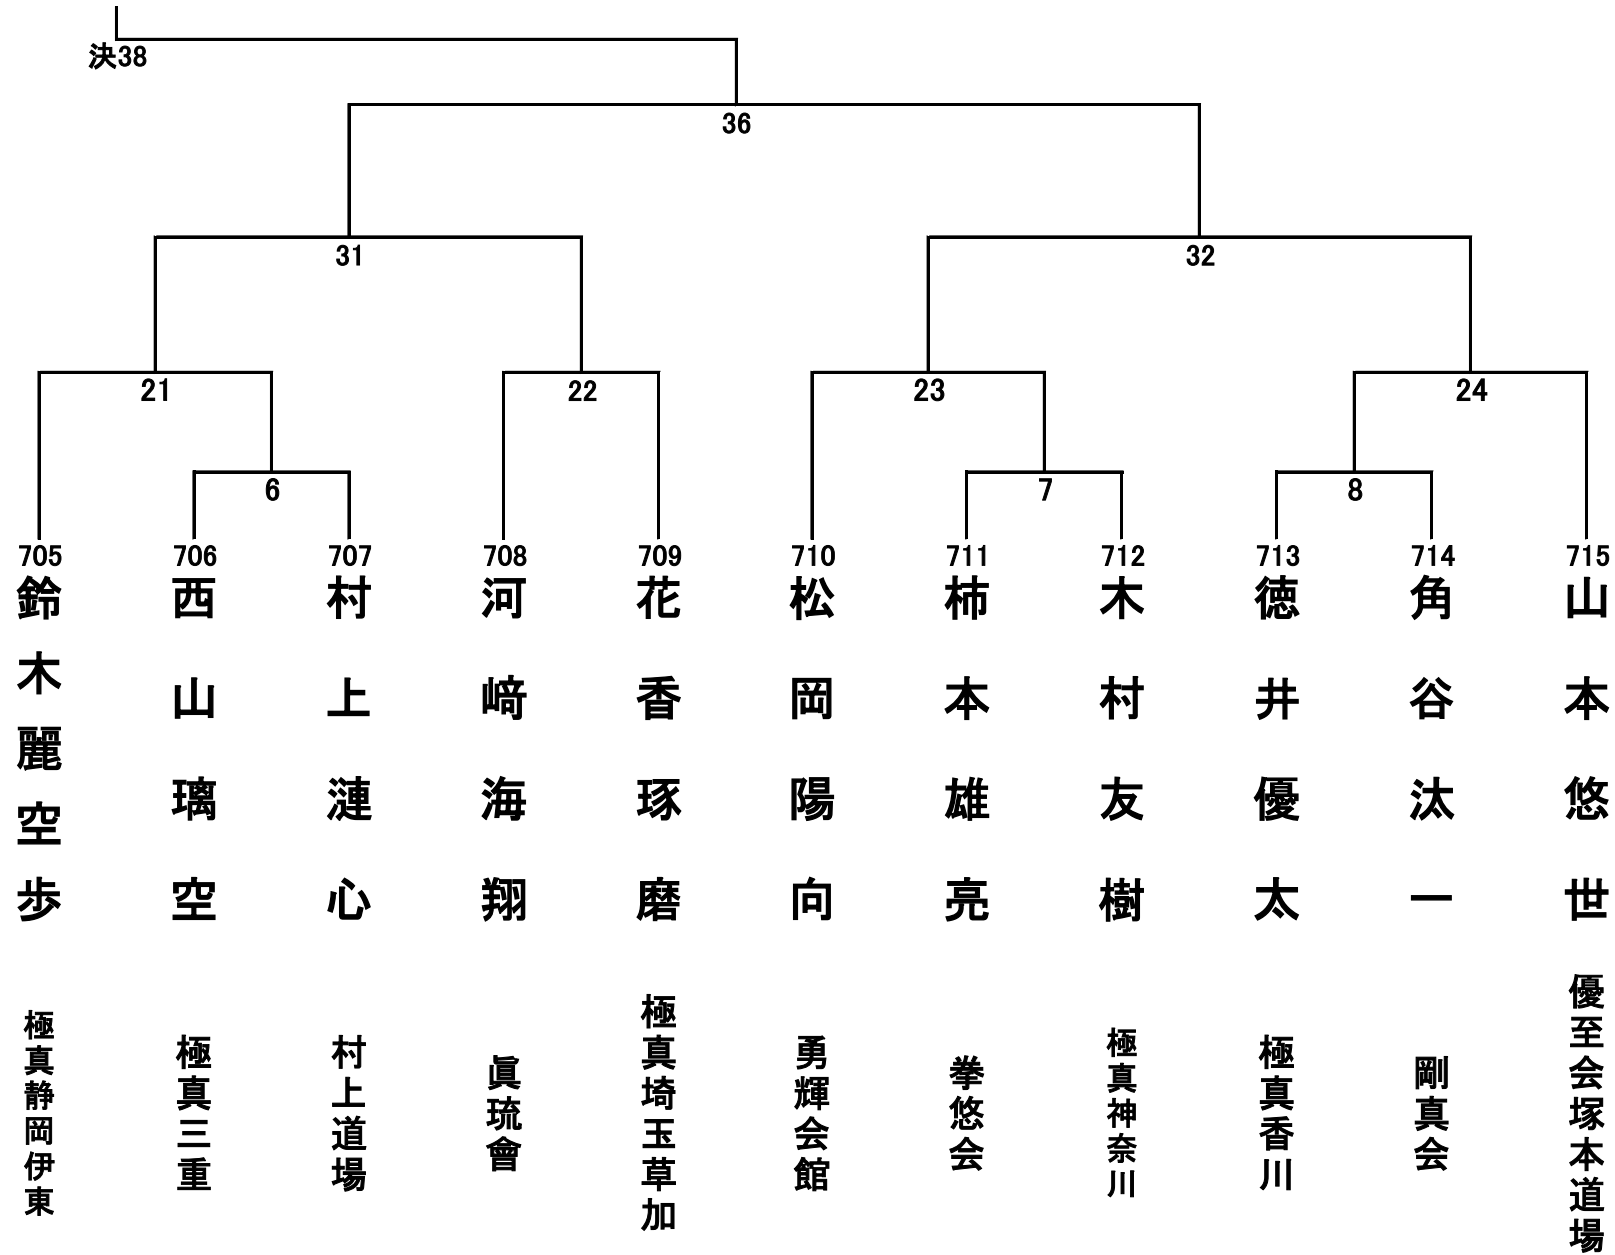 決38
36
31
32
21
22
23
24
6
7
8
705
706
707
708
709
710
711
712
713
714
715
鈴木麗空歩
西山璃空
村上漣心
河﨑海翔
花香琢磨
松岡陽向
柿本雄亮
木村友樹
徳井優太
角谷汰一
山本悠世
極真静岡伊東
極真三重
村上道場
眞琉會
極真埼玉草加
勇輝会館
拳悠会
極真神奈川
極真香川
剛真会
優至会塚本道場